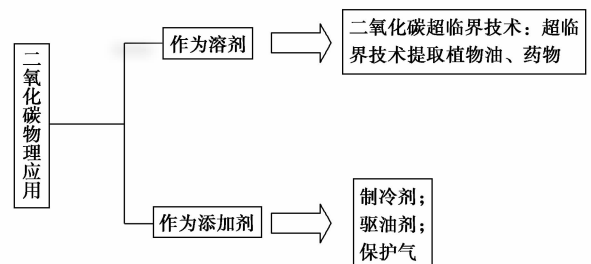 二氧化碳物理应用
作为溶剂
二氧化碳超临界技术：超临
界技术提取植物油、药物
作为添加剂
制冷剂；
驱油剂；
保护气